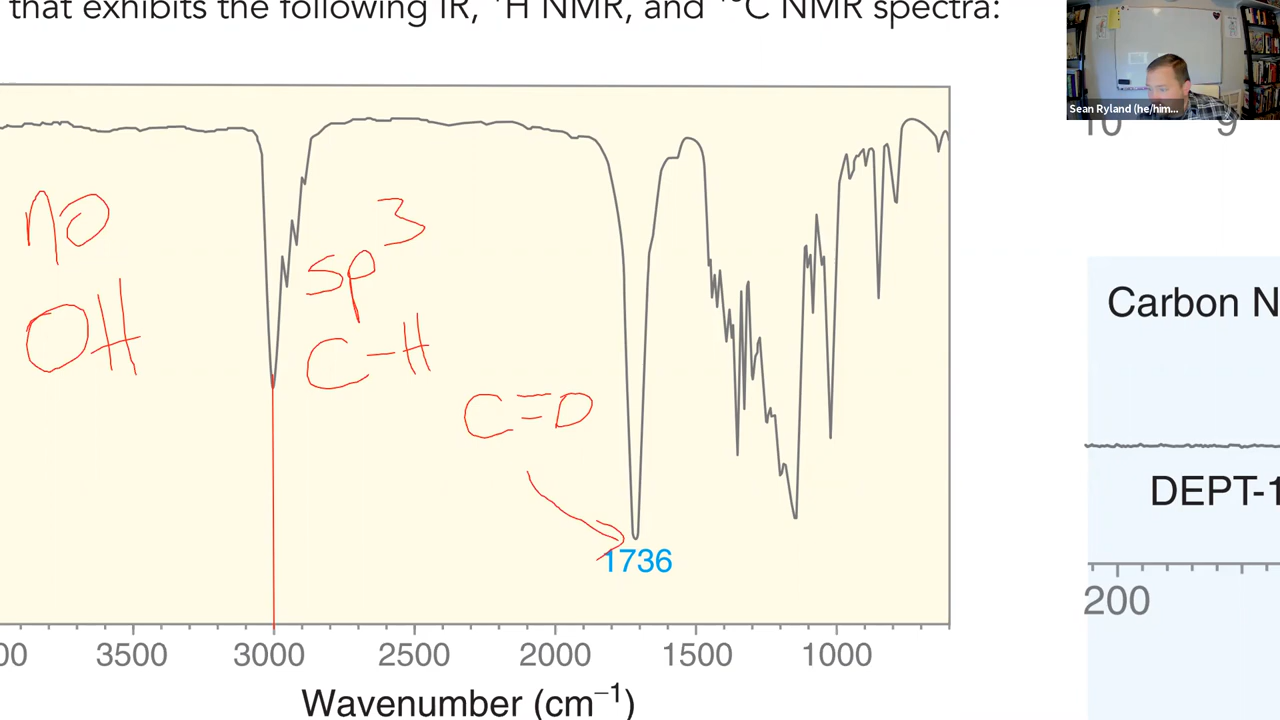 that exhibits the following IR, ¹H NMR, and ¹³C NMR spectra:
Sean Ryland (he/him...
10 9
no
OH
sp³
C-H
C=O
1736
Carbon N
DEPT-1
200
00 3500 3000 2500 2000 1500 1000
Wavenumber (cm⁻¹)